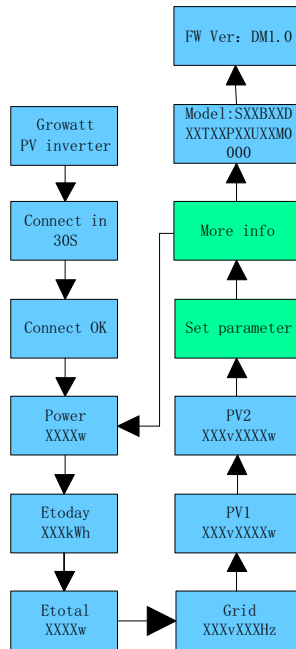 FW Ver: DM1.0
Model:SXXBXXD
XXTXXPXXUXXM0
000
Growatt
PV inverter
Connect in
30S
More info
Connect OK
Set parameter
Power
XXXXw
PV2
XXXvXXXXw
Etoday
XXXkWh
PV1
XXXvXXXXw
Etotal
XXXXw
Grid
XXXvXXXHz